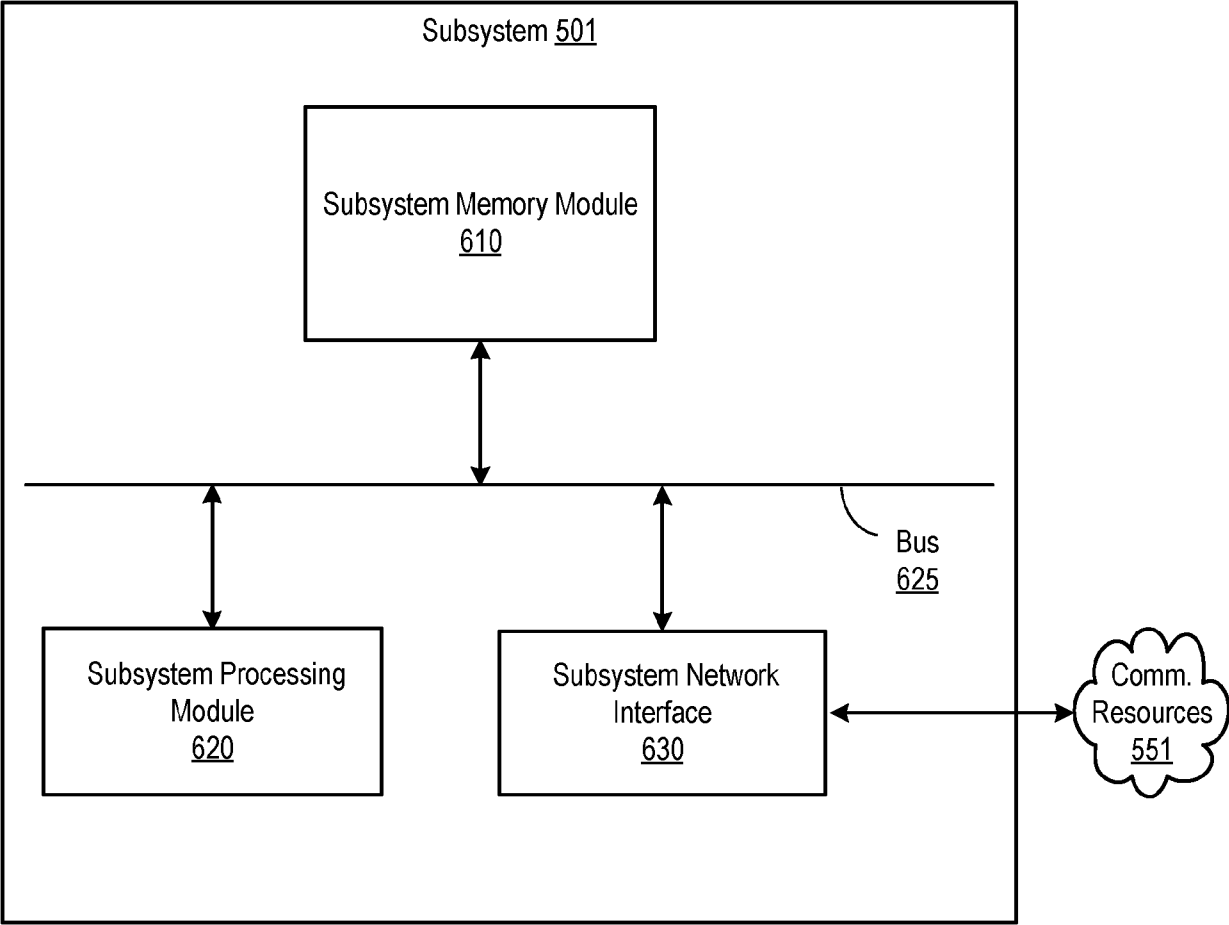 Subsystem 501
Subsystem Memory Module
610
Bus
625
Subsystem Processing
Module
620
Subsystem Network
Interface
630
Comm.
Resources
551